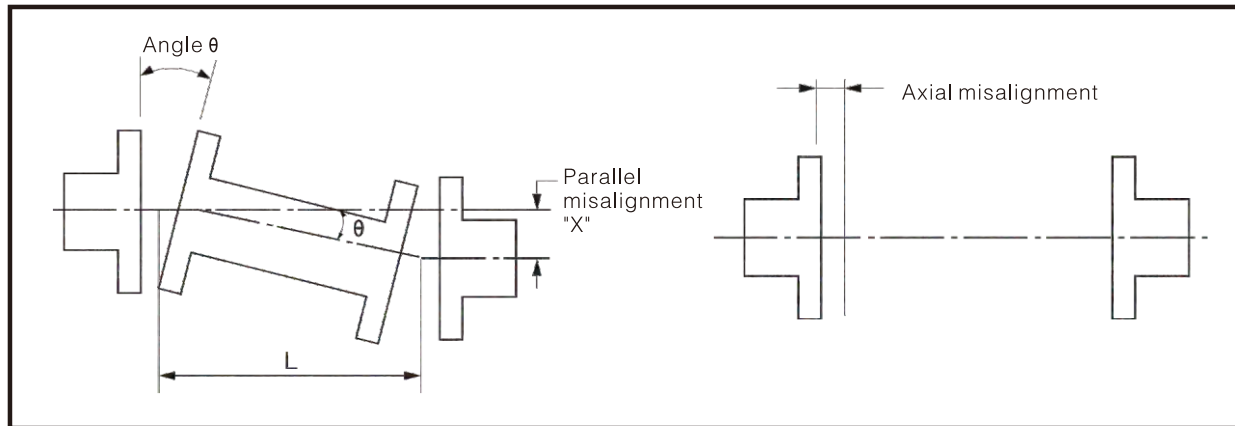 Angle θ
Parallel
misalignment
"X"
θ
L
Axial misalignment